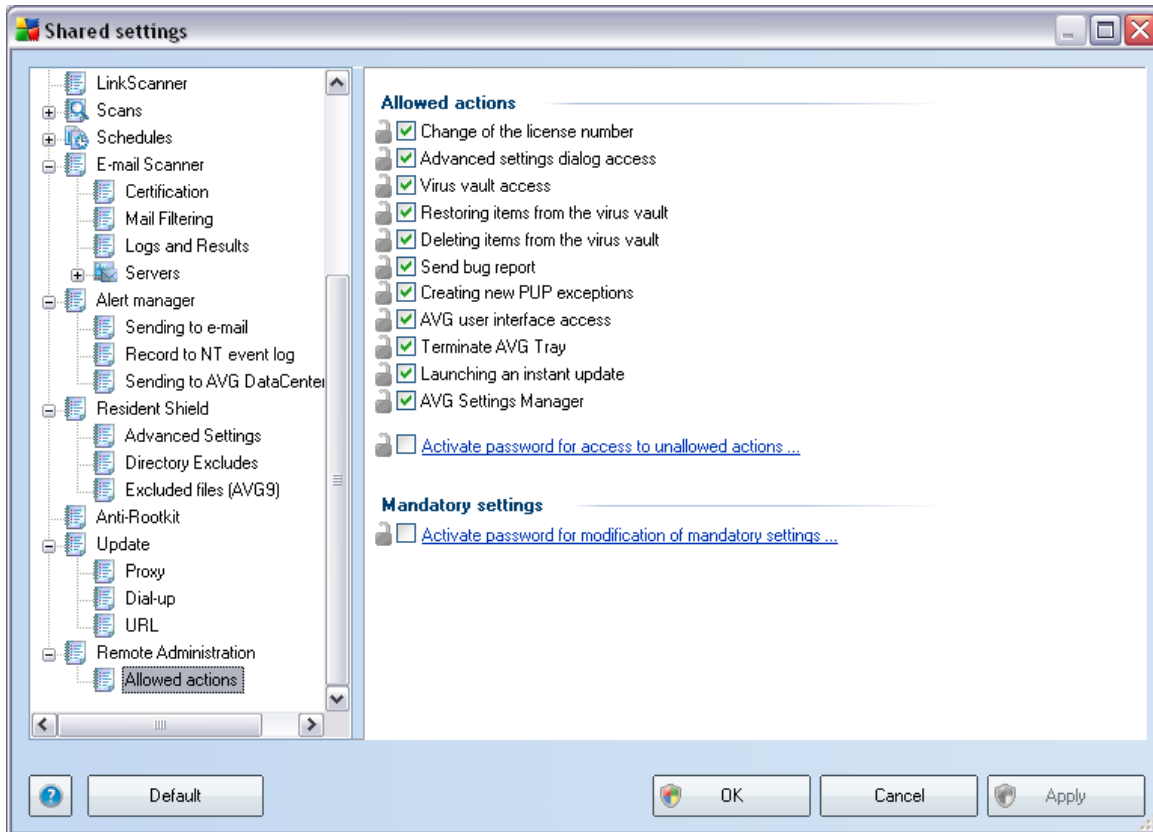 Shared settings
LinkScanner
Scans
Schedules
E-mail Scanner
Certification
Mail Filtering
Logs and Results
Servers
Alert manager
Sending to e-mail
Record to NT event log
Sending to AVG DataCenter
Resident Shield
Advanced Settings
Directory Excludes
Excluded files (AVG9)
Anti-Rootkit
Update
Proxy
Dial-up
URL
Remote Administration
Allowed actions
Allowed actions
Change of the license number
Advanced settings dialog access
Virus vault access
Restoring items from the virus vault
Deleting items from the virus vault
Send bug report
Creating new PUP exceptions
AVG user interface access
Terminate AVG Tray
Launching an instant update
AVG Settings Manager
Activate password for access to unallowed actions ...
Mandatory settings
Activate password for modification of mandatory settings ...
Default
OK
Cancel
Apply